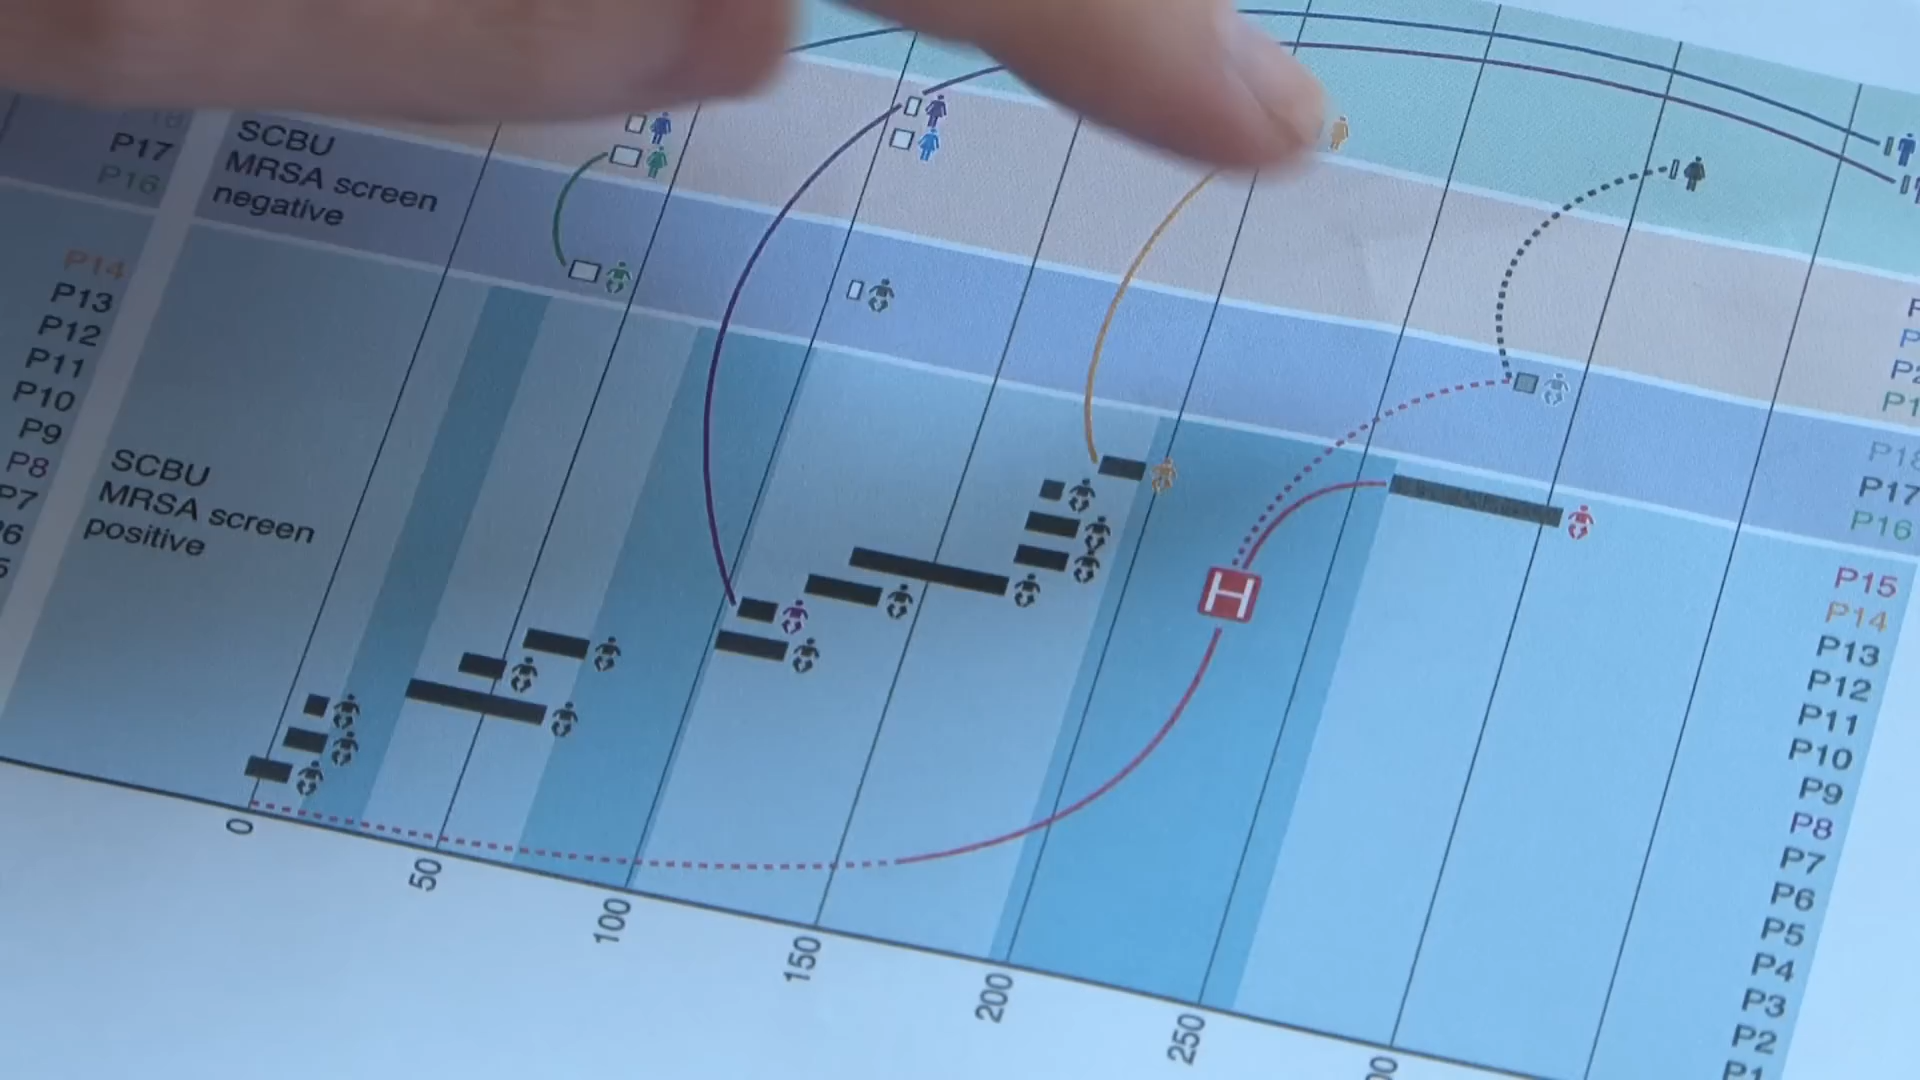 P17
P16
SCBU
MRSA screen
negative
P14
P13
P12
P11
P10
P9
P8
P7
SCBU
MRSA screen
positive
H
0
50
100
150
200
250
P17
P16
P15
P14
P13
P12
P11
P10
P9
P8
P7
P6
P5
P4
P3
P2